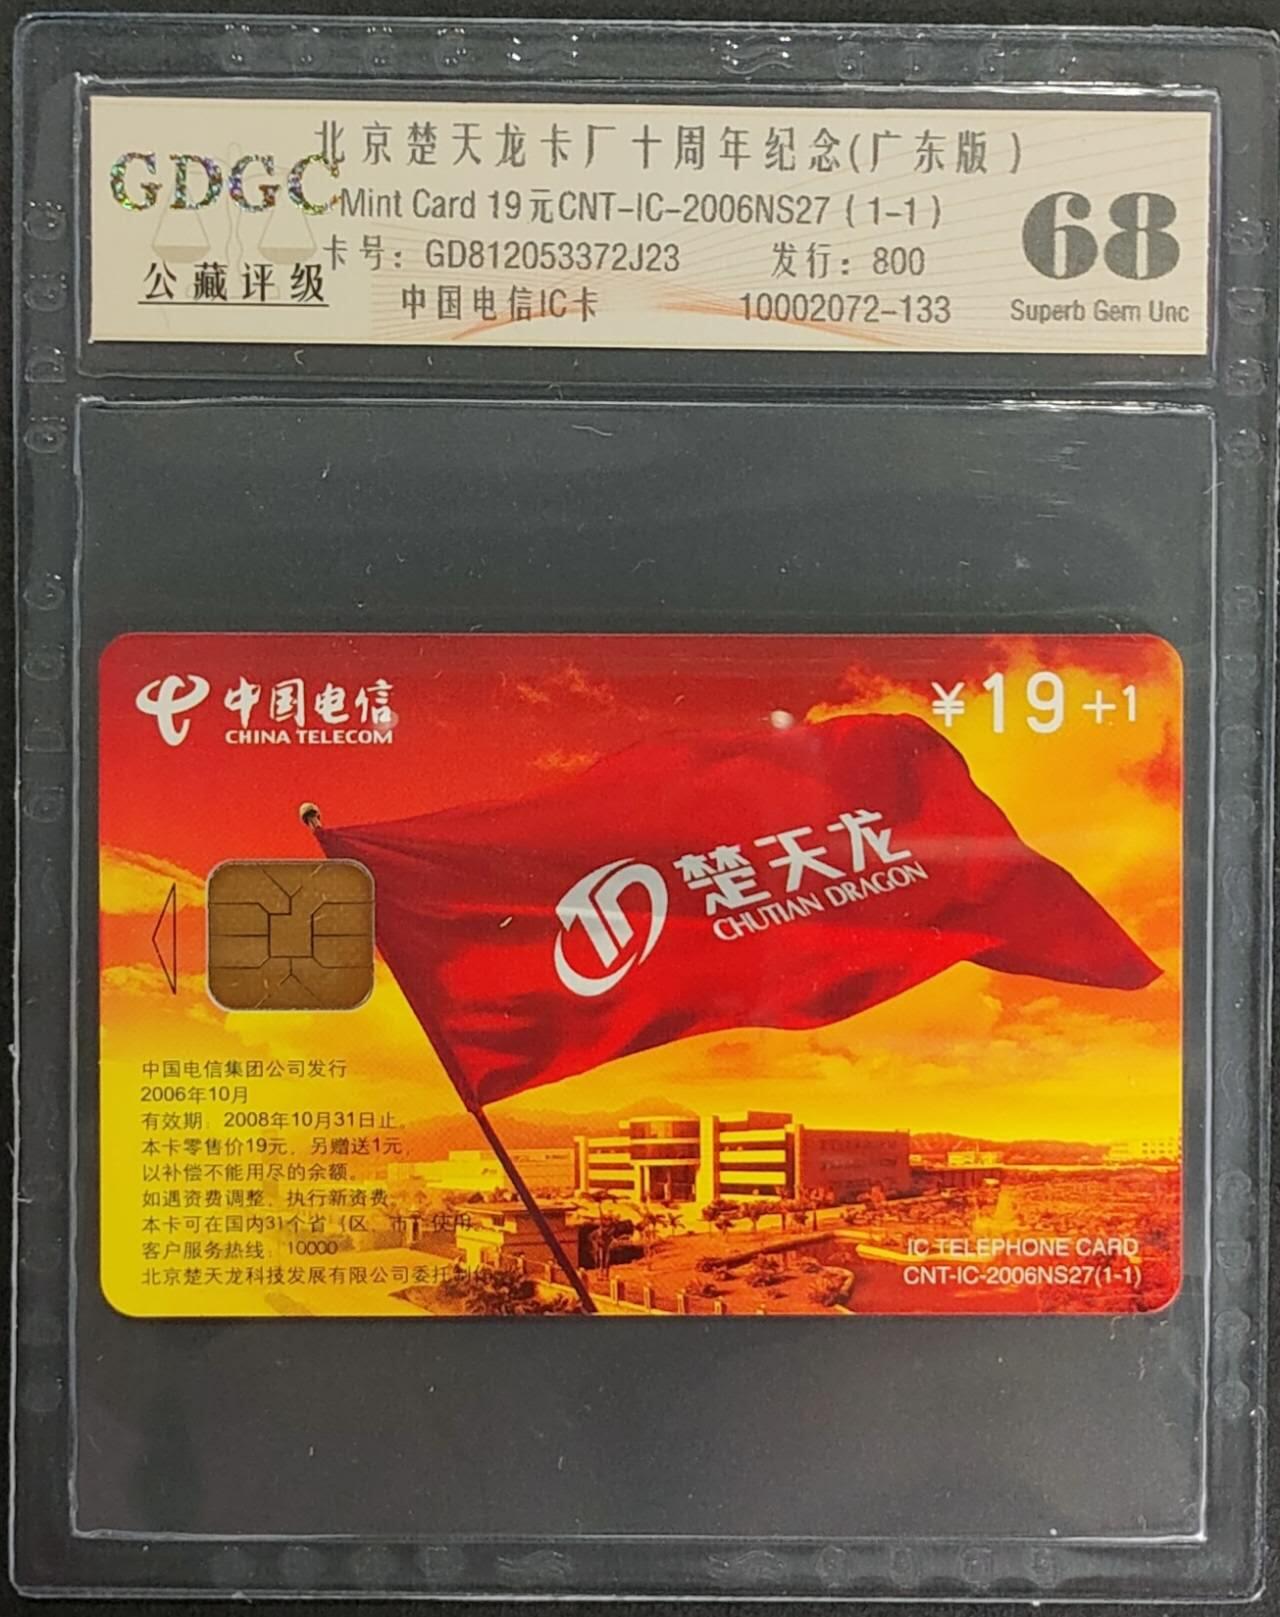 北京楚天龙卡厂十周年纪念(广东版)
GDGC
Mint Card 19元CNT-IC-2006NS27 (1-1)
68
卡号：GD812053372J23 发行：800
公藏评级
中国电信IC卡 10002072-133
Superb Gem Unc
中国电信
CHINA TELECOM
¥19+1
楚天龙
CHUTIAN DRAGON
中国电信集团公司发行
2006年10月
有效期：2008年10月31日止。
本卡零售价19元，另赠送1元，
以补偿不能用尽的余额。
如遇资费调整，执行新资费。
本卡可在国内31个省（区、市）使用。
客户服务热线：10000
北京楚天龙科技发展有限公司委托制作
IC TELEPHONE CARD
CNT-IC-2006NS27(1-1)